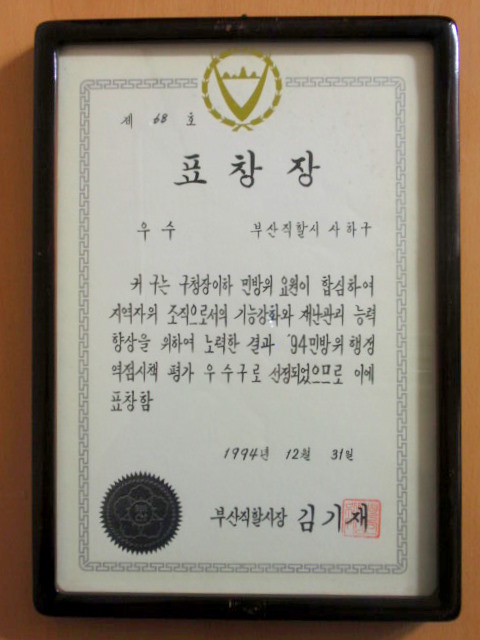 제 68 호
표창장
우수 부산직할시 사하구
귀 구는 구청장이하 민방위 요원이 합심하여
지역자위 조직으로서의 기능강화와 재난관리 능력
향상을 위하여 노력한 결과 '94민방위행정
역점시책 평가 우수구로 선정되었으므로 이에
표창함
1994년 12월 31일
부산직할시장 김기재